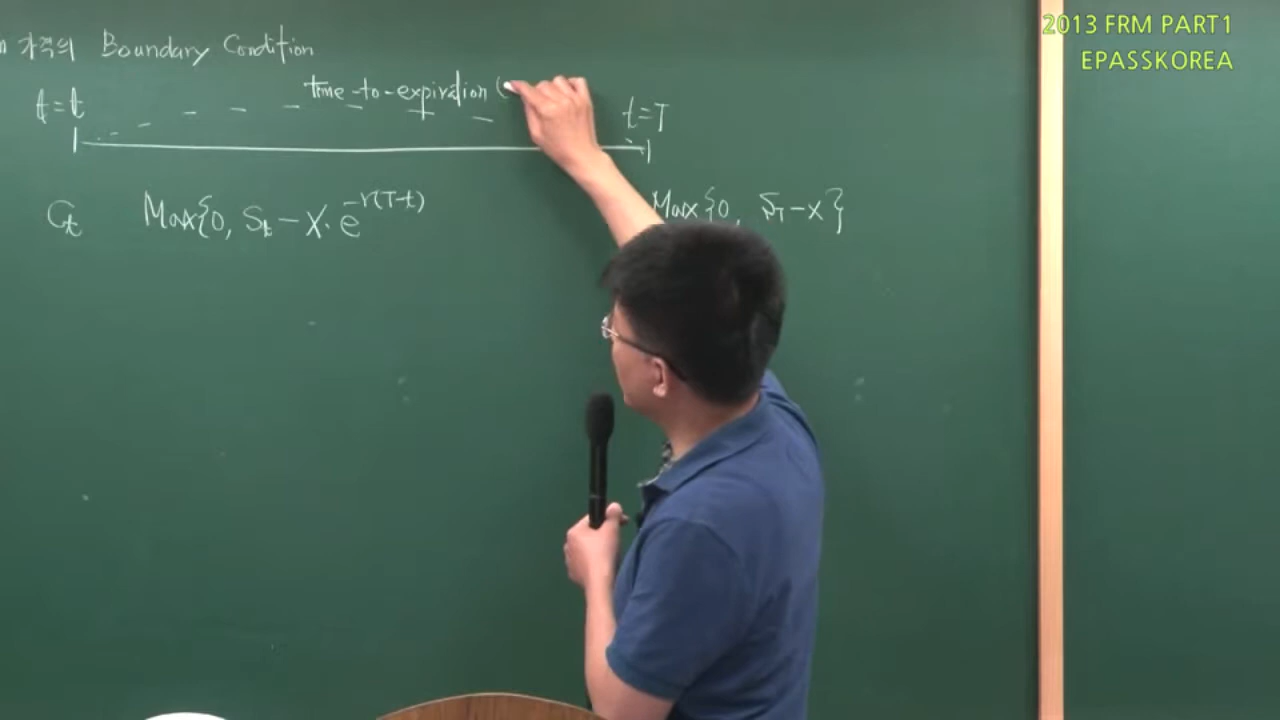 2013 FRM PART1
EPASSKOREA
가격의 Boundary Condition
t=t time-to-expiration ( t=T
Ct Max{0, St-X·e^-r(T-t) Max{0, ST-X}